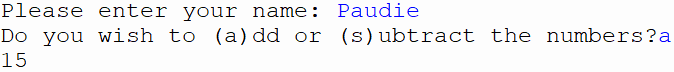 Please enter your name: Paudie
Do you wish to (a)dd or (s)ubtract the numbers?a
15